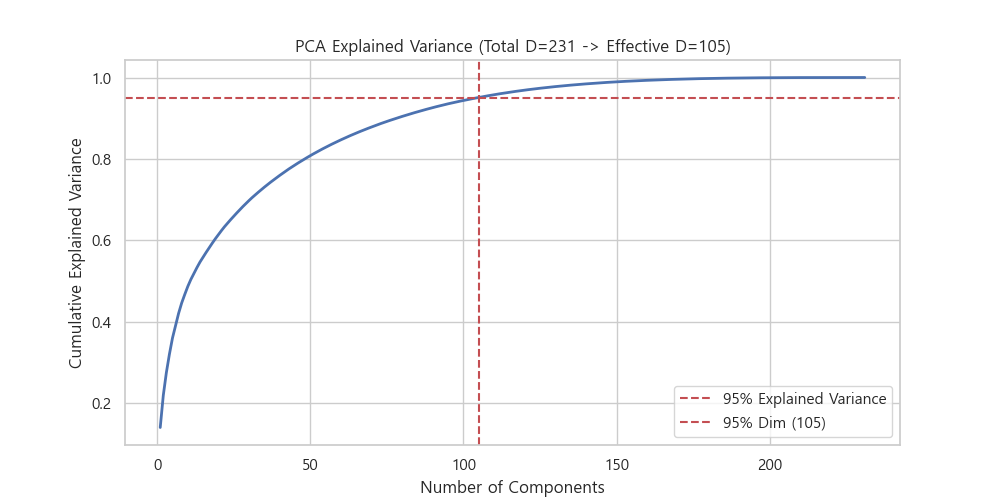 PCA Explained Variance (Total D=231 -> Effective D=105)
Cumulative Explained Variance
1.0
0.8
0.6
0.4
0.2
95% Explained Variance
95% Dim (105)
0 50 100 150 200
Number of Components